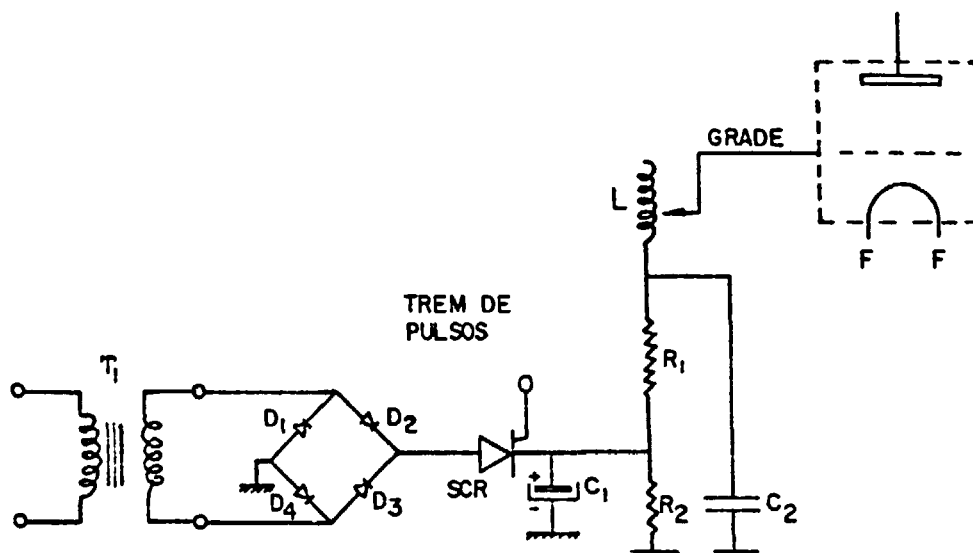 GRADE
L
F F
TREM DE
PULSOS
T1
R1
D1 D2
+
SCR C1
-
D4 D3
R2 C2